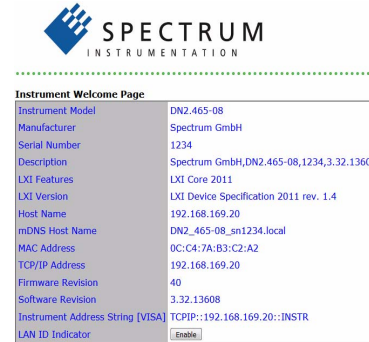 SPECTRUM
INSTRUMENTATION
Instrument Welcome Page
Instrument Model DN2.465-08
Manufacturer Spectrum GmbH
Serial Number 1234
Description Spectrum GmbH,DN2.465-08,1234,3.32.1360
LXI Features LXI Core 2011
LXI Version LXI Device Specification 2011 rev. 1.4
Host Name 192.168.169.20
mDNS Host Name DN2_465-08_sn1234.local
MAC Address 0C:C4:7A:B3:C2:A2
TCP/IP Address 192.168.169.20
Firmware Revision 40
Software Revision 3.32.13608
Instrument Address String [VISA] TCPIP::192.168.169.20::INSTR
LAN ID Indicator Enable